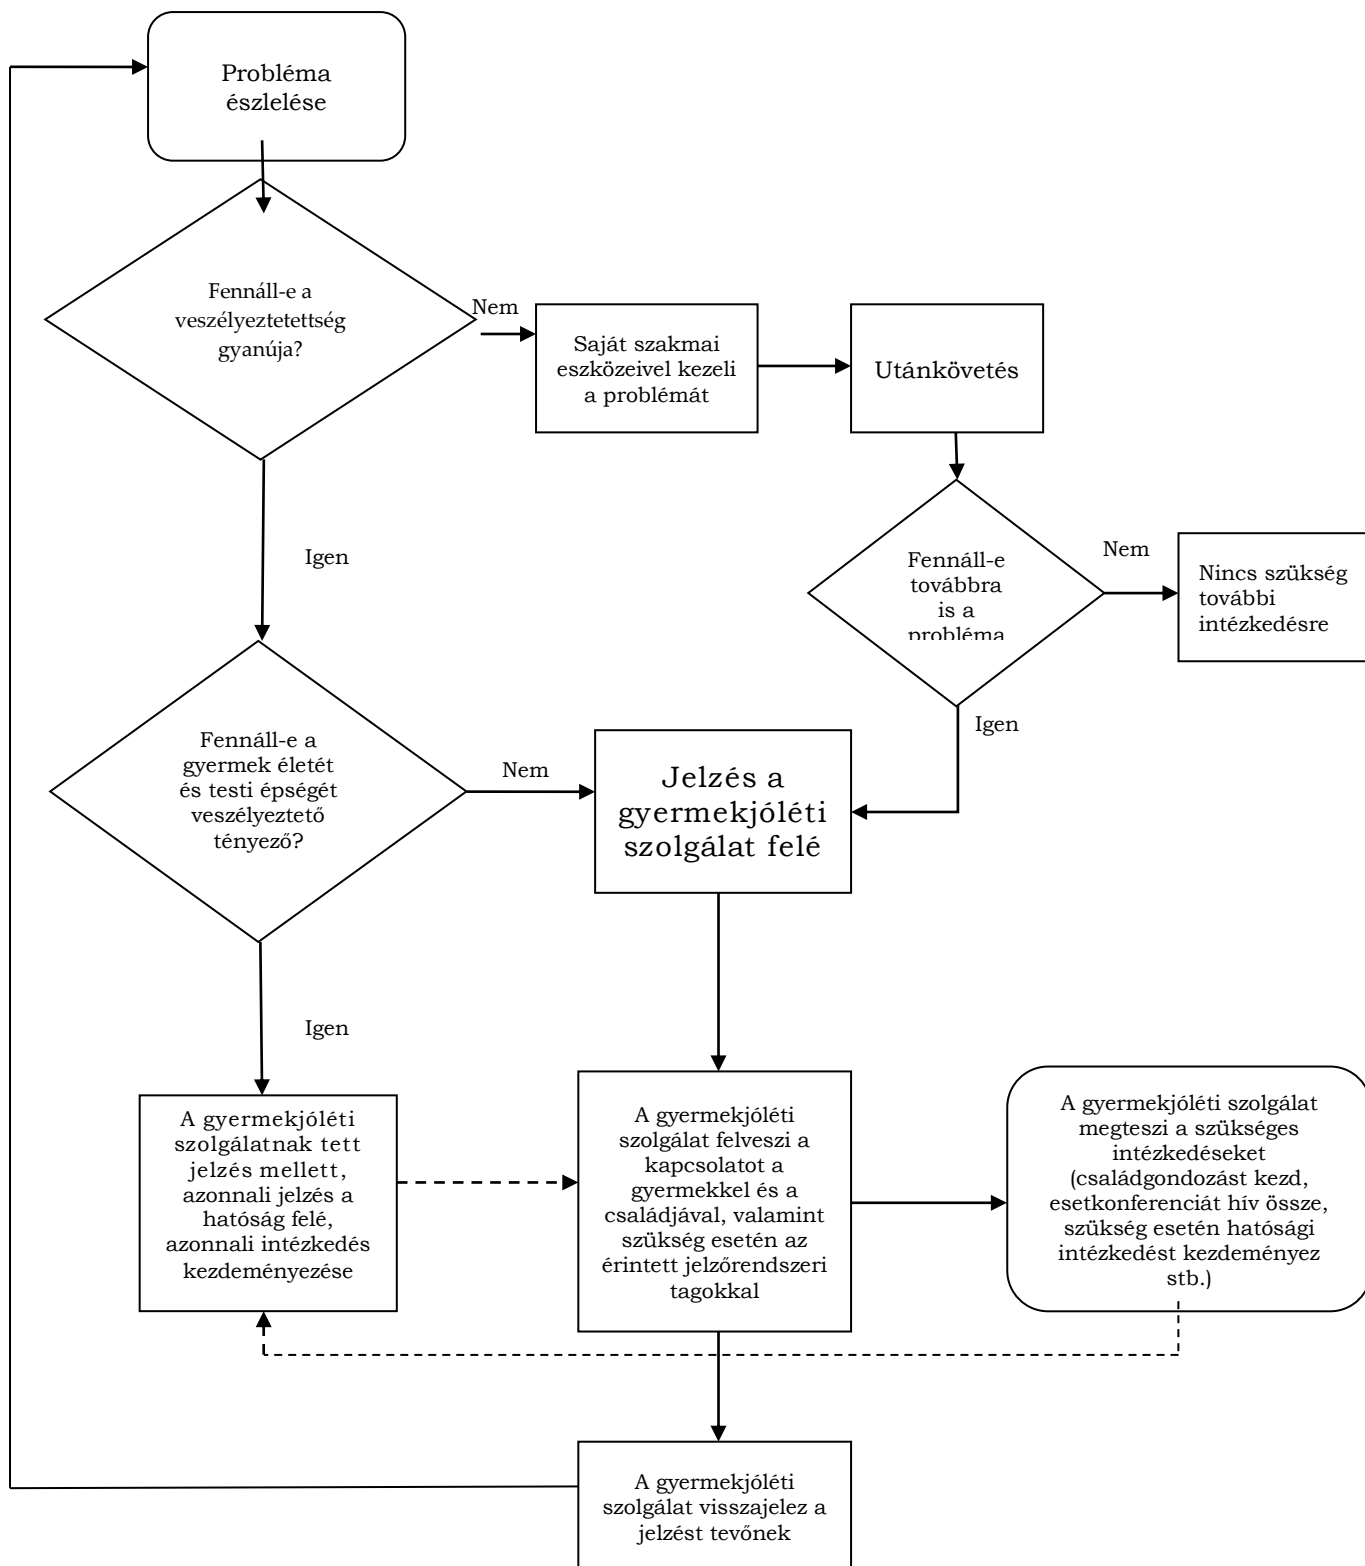 Probléma
észlelése
Fennáll-e a
veszélyeztetettség
gyanúja?
Nem
Saját szakmai
eszközeivel kezeli
a problémát
Utánkövetés
Igen
Fennáll-e
továbbra
is a
probléma
Nem
Nincs szükség
további
intézkedésre
Igen
Fennáll-e a
gyermek életét
és testi épségét
veszélyeztető
tényező?
Nem
Jelzés a
gyermekjóléti
szolgálat felé
Igen
A gyermekjóléti
szolgálatnak tett
jelzés mellett,
azonnali jelzés a
hatóság felé,
azonnali intézkedés
kezdeményezése
A gyermekjóléti
szolgálat felveszi a
kapcsolatot a
gyermekkel és a
családjával, valamint
szükség esetén az
érintett jelzőrendszeri
tagokkal
A gyermekjóléti szolgálat
megteszi a szükséges
intézkedéseket
(családgondozást kezd,
esetkonferenciát hív össze,
szükség esetén hatósági
intézkedést kezdeményez
stb.)
A gyermekjóléti
szolgálat visszajelez a
jelzést tevőnek